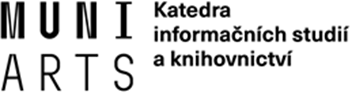 MUNI
ARTS
Katedra
informačních studií
a knihovnictví